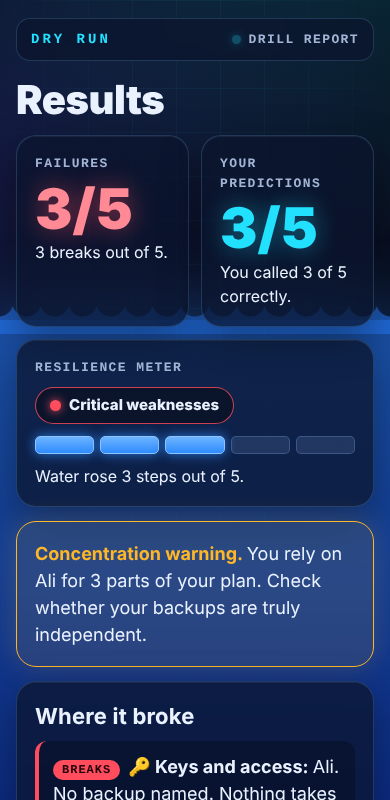 DRY RUN
DRILL REPORT
Results
FAILURES
3/5
3 breaks out of 5.
YOUR
PREDICTIONS
3/5
You called 3 of 5
correctly.
RESILIENCE METER
Critical weaknesses
Water rose 3 steps out of 5.
Concentration warning. You rely on
Ali for 3 parts of your plan. Check
whether your backups are truly
independent.
Where it broke
BREAKS 🔑 Keys and access: Ali.
No backup named. Nothing takes